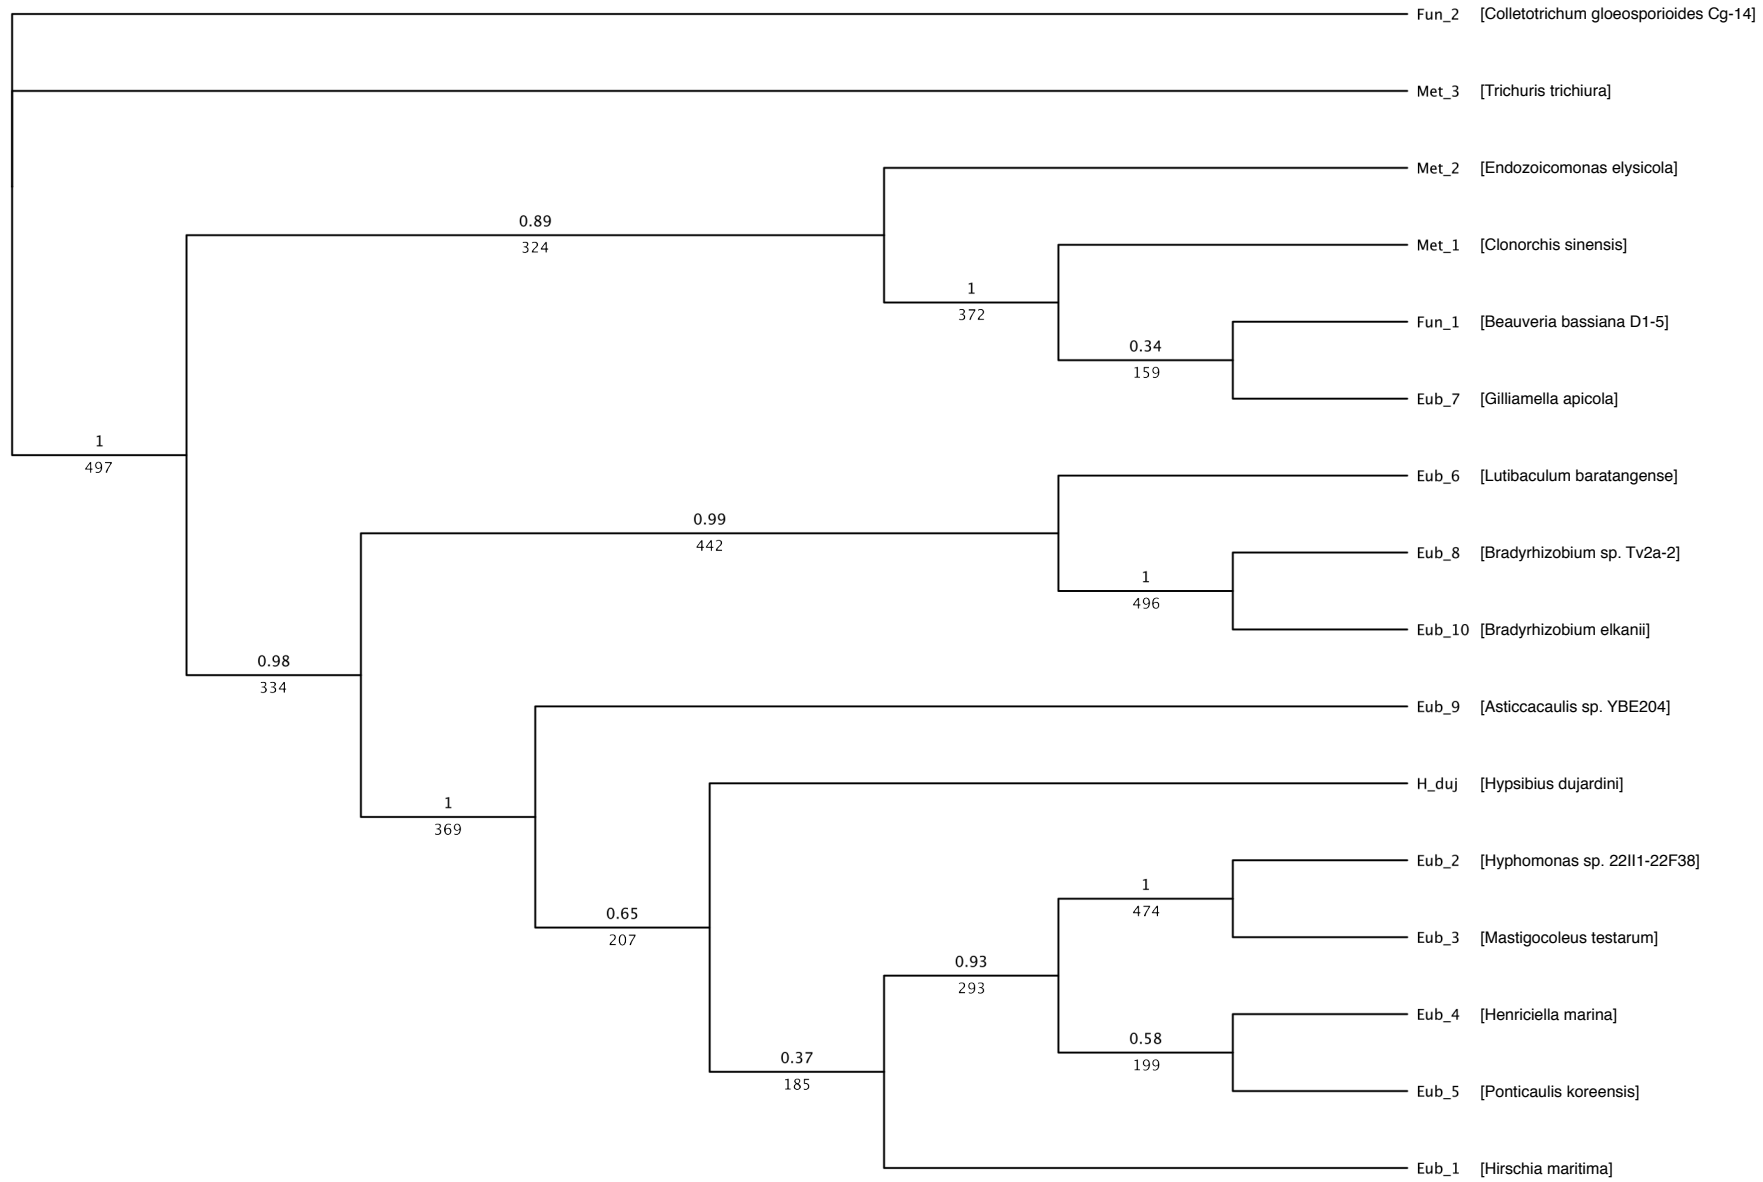 Fun_2 [Colletotrichum gloeosporioides Cg-14]
Met_3 [Trichuris trichiura]
Met_2 [Endozoicomonas elysicola]
0.89
324
Met_1 [Clonorchis sinensis]
1
372
Fun_1 [Beauveria bassiana D1-5]
0.34
159
Eub_7 [Gilliamella apicola]
1
497
Eub_6 [Lutibaculum baratangense]
0.99
442
Eub_8 [Bradyrhizobium sp. Tv2a-2]
1
496
Eub_10 [Bradyrhizobium elkanii]
0.98
334
Eub_9 [Asticcacaulis sp. YBE204]
H_duj [Hypsibius dujardini]
1
369
Eub_2 [Hyphomonas sp. 22II1-22F38]
1
474
0.65
207
Eub_3 [Mastigocoleus testarum]
0.93
293
Eub_4 [Henriciella marina]
0.58
199
0.37
185
Eub_5 [Ponticaulis koreensis]
Eub_1 [Hirschia maritima]